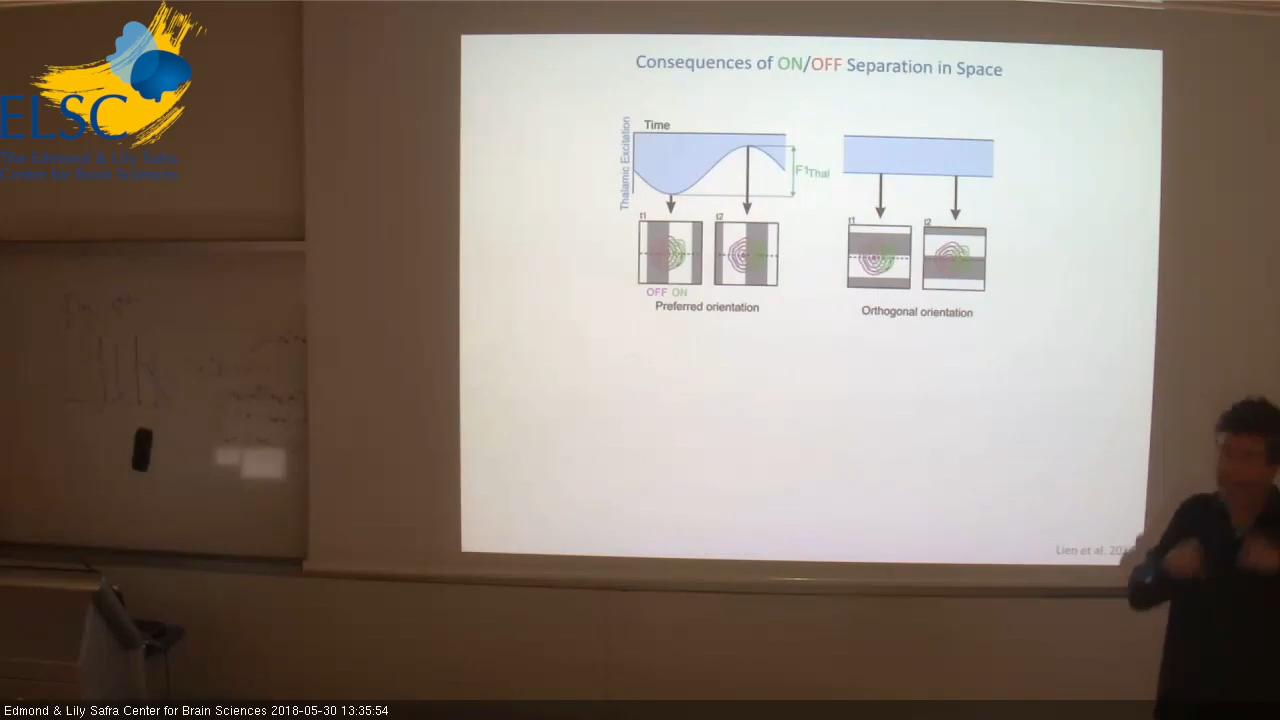 ELSC
The Edmond & Lily Safra
Center for Brain Sciences
Consequences of ON/OFF Separation in Space
Thalamic Excitation
Time
F1Thal
t1
t2
OFF ON
Preferred orientation
t1
t2
Orthogonal orientation
Lien et al.
Edmond & Lily Safra Center for Brain Sciences 2018-05-30 13:35:54